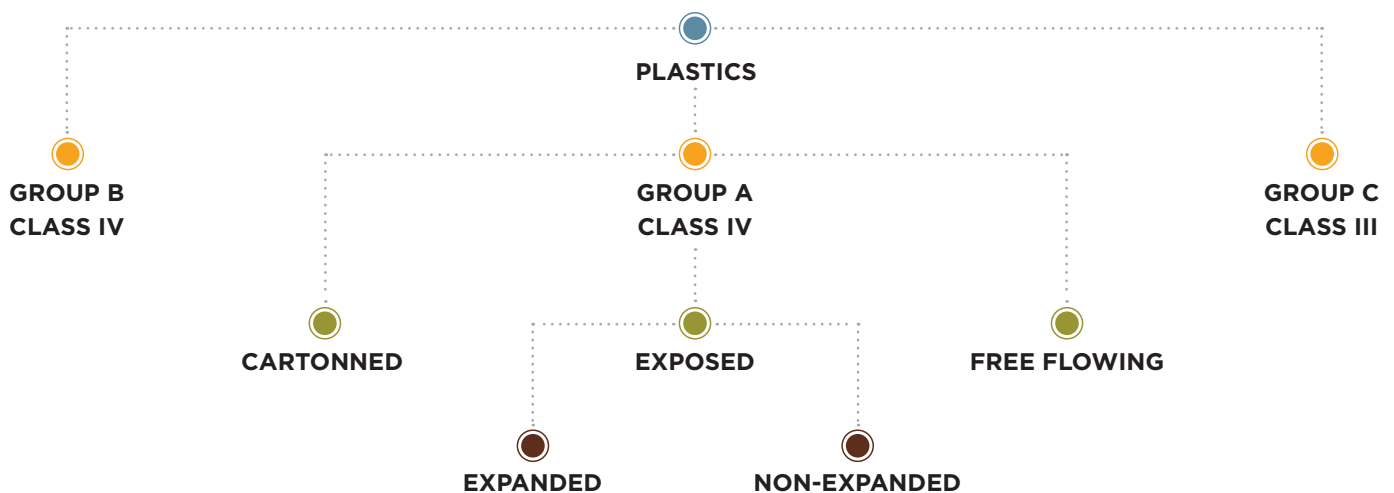 PLASTICS
GROUP B
CLASS IV
GROUP A
CLASS IV
GROUP C
CLASS III
CARTONNED
EXPOSED
FREE FLOWING
EXPANDED
NON-EXPANDED